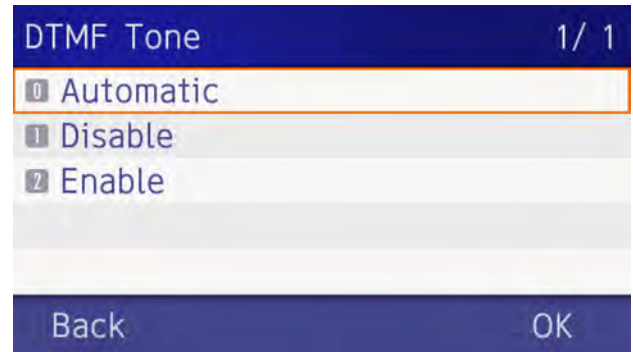 DTMF Tone 1/ 1
0 Automatic
1 Disable
2 Enable
Back OK